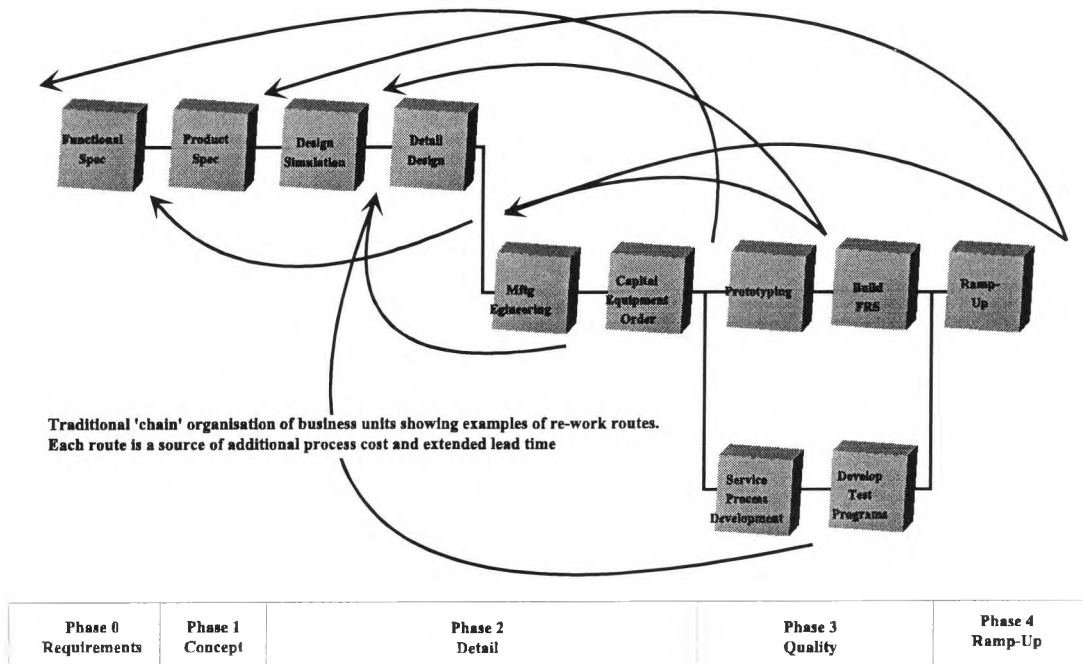 Functional
Spec
Product
Spec
Design
Simulation
Detail
Design
Mftg
Egineering
Capital
Equipment
Order
Prototyping
Build
FRS
Ramp-
Up
Traditional 'chain' organisation of business units showing examples of re-work routes.
Each route is a source of additional process cost and extended lead time
Service
Process
Development
Develop
Test
Programs
Phase 0
Requirements
Phase 1
Concept
Phase 2
Detail
Phase 3
Quality
Phase 4
Ramp-Up